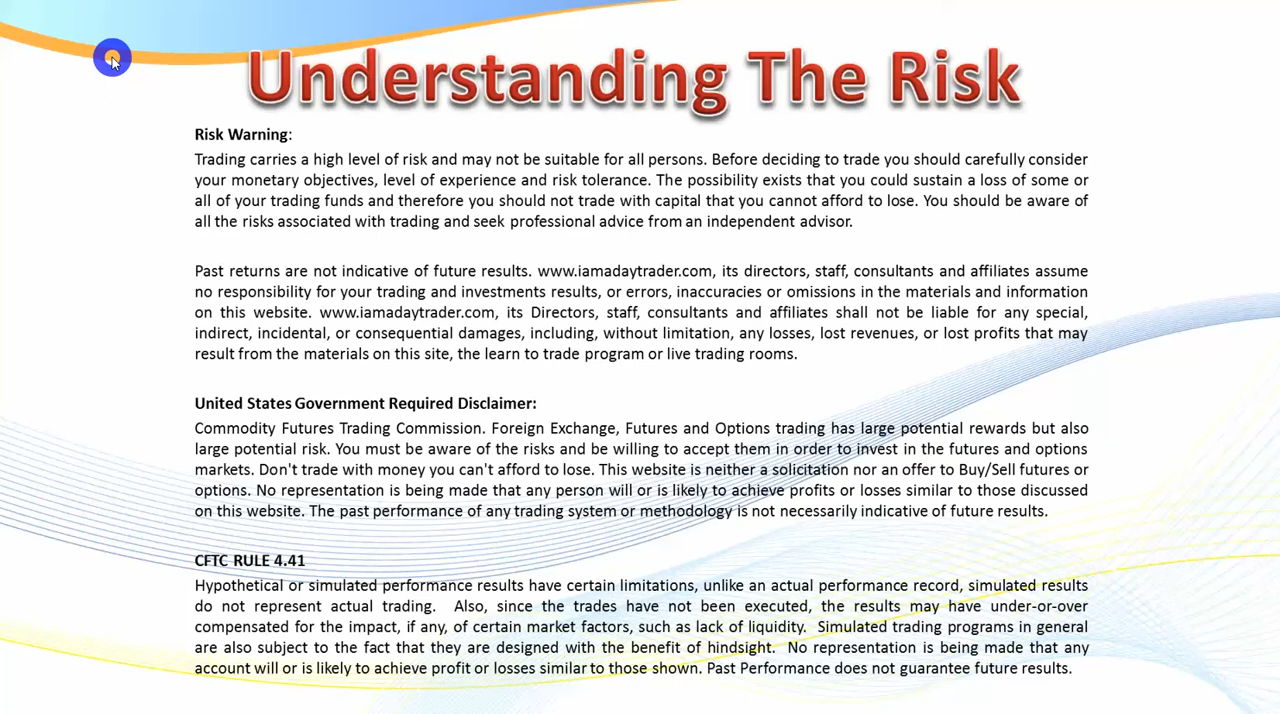 Understanding The Risk
Risk Warning:
Trading carries a high level of risk and may not be suitable for all persons. Before deciding to trade you should carefully consider
your monetary objectives, level of experience and risk tolerance. The possibility exists that you could sustain a loss of some or
all of your trading funds and therefore you should not trade with capital that you cannot afford to lose. You should be aware of
all the risks associated with trading and seek professional advice from an independent advisor.
Past returns are not indicative of future results. www.iamadaytrader.com, its directors, staff, consultants and affiliates assume
no responsibility for your trading and investments results, or errors, inaccuracies or omissions in the materials and information
on this website. www.iamadaytrader.com, its Directors, staff, consultants and affiliates shall not be liable for any special,
indirect, incidental, or consequential damages, including, without limitation, any losses, lost revenues, or lost profits that may
result from the materials on this site, the learn to trade program or live trading rooms.
United States Government Required Disclaimer:
Commodity Futures Trading Commission. Foreign Exchange, Futures and Options trading has large potential rewards but also
large potential risk. You must be aware of the risks and be willing to accept them in order to invest in the futures and options
markets. Don't trade with money you can't afford to lose. This website is neither a solicitation nor an offer to Buy/Sell futures or
options. No representation is being made that any person will or is likely to achieve profits or losses similar to those discussed
on this website. The past performance of any trading system or methodology is not necessarily indicative of future results.
CFTC RULE 4.41
Hypothetical or simulated performance results have certain limitations, unlike an actual performance record, simulated results
do not represent actual trading. Also, since the trades have not been executed, the results may have under-or-over
compensated for the impact, if any, of certain market factors, such as lack of liquidity. Simulated trading programs in general
are also subject to the fact that they are designed with the benefit of hindsight. No representation is being made that any
account will or is likely to achieve profit or losses similar to those shown. Past Performance does not guarantee future results.